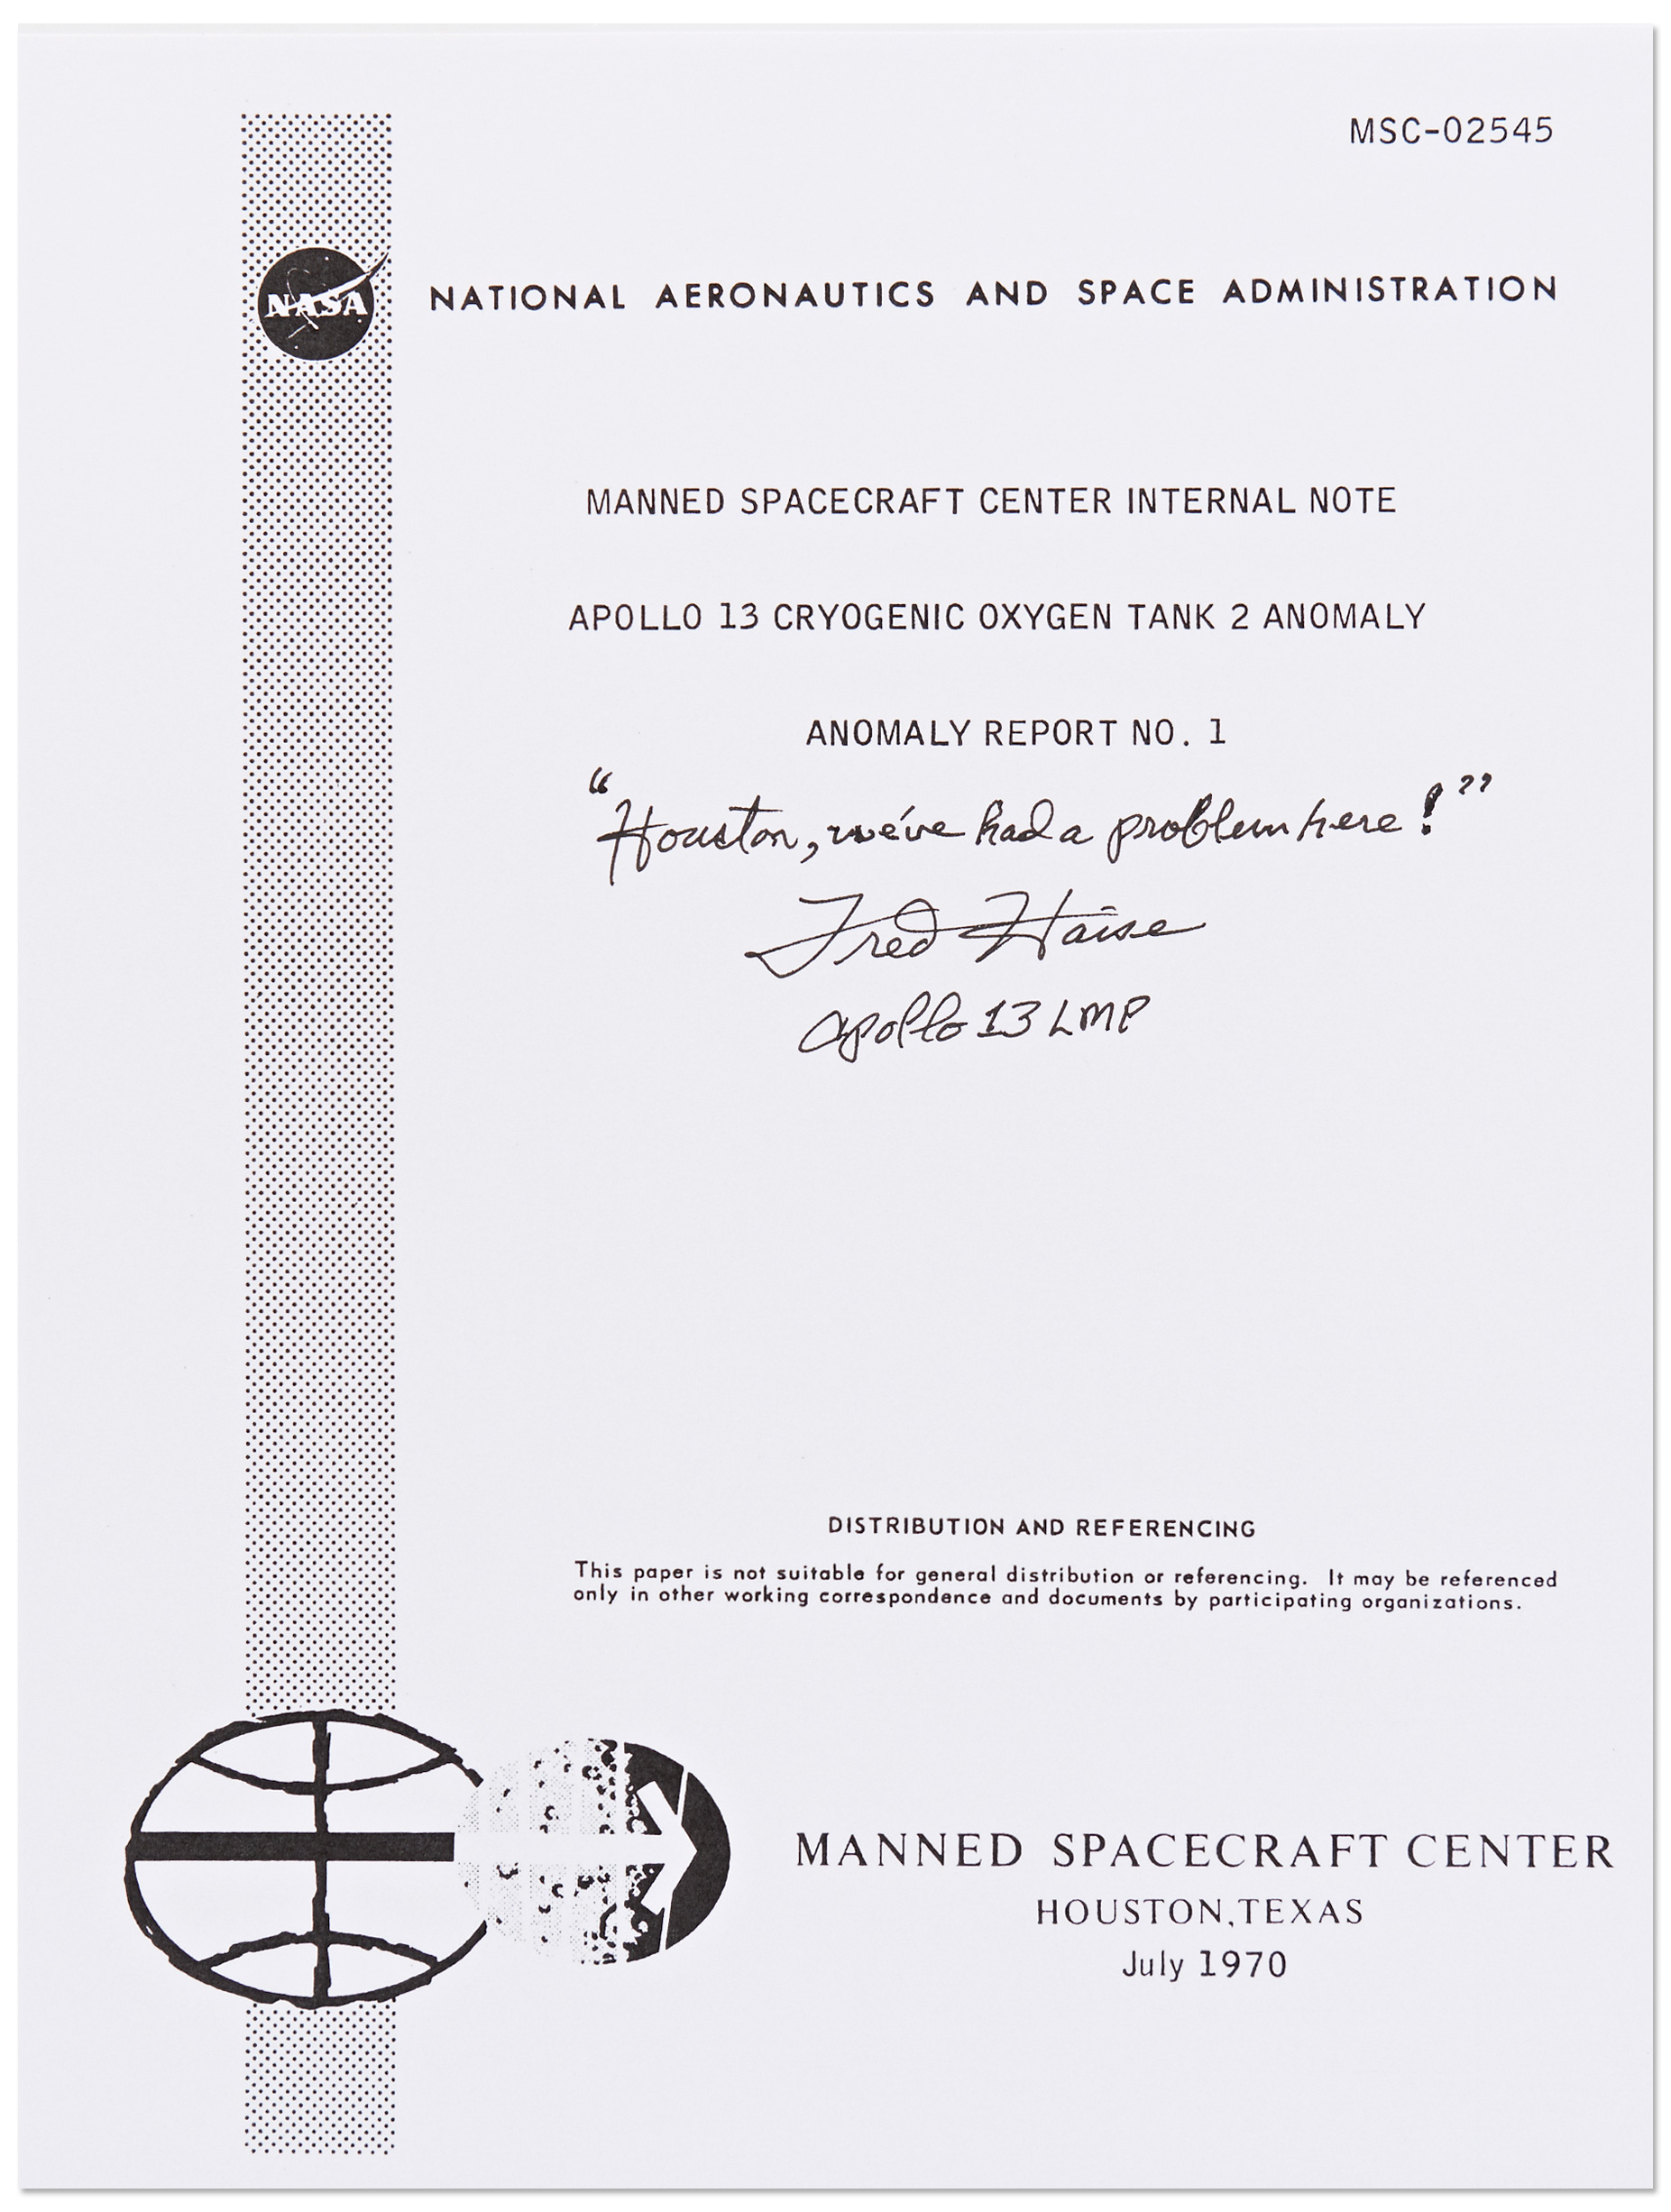 MSC-02545
NASA
NATIONAL AERONAUTICS AND SPACE ADMINISTRATION
MANNED SPACECRAFT CENTER INTERNAL NOTE
APOLLO 13 CRYOGENIC OXYGEN TANK 2 ANOMALY
ANOMALY REPORT NO. 1
“Houston, we've had a problem here!”
Fred Haise
Apollo 13 LMP
DISTRIBUTION AND REFERENCING
This paper is not suitable for general distribution or referencing. It may be referenced
only in other working correspondence and documents by participating organizations.
MANNED SPACECRAFT CENTER
HOUSTON, TEXAS
July 1970